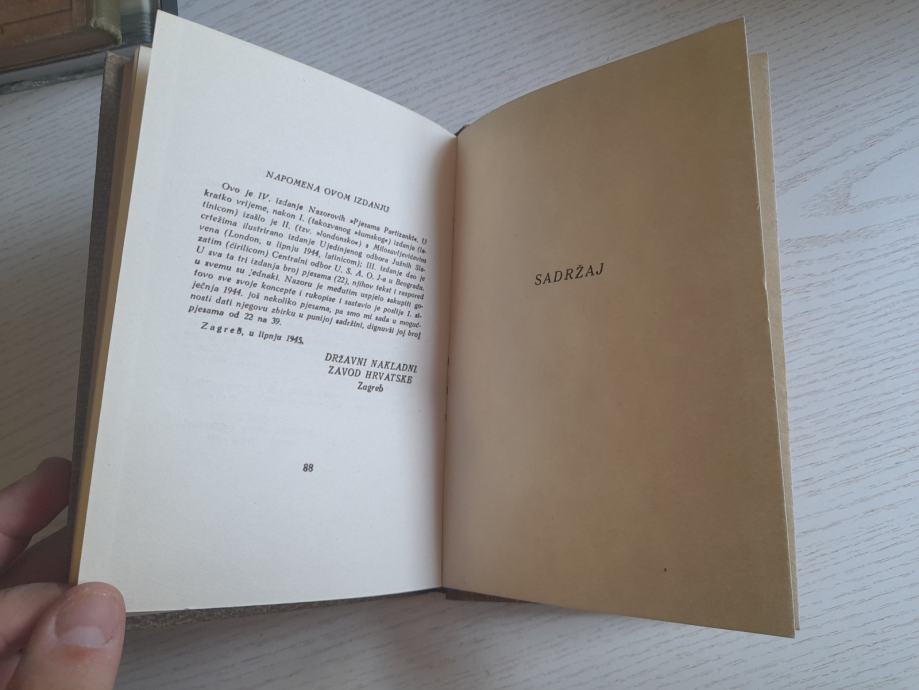 NAPOMENA OVOM IZDANJU
Ovo je IV. izdanje Nazorovih »Pjesama Partizanki«. U
kratko vrijeme, nakon I. (takozvanog »šumskog«) izdanja (la-
tinicom) izašlo je II. (tzv. »londonsko«) s Milosavljevićevim
crtežima ilustrirano izdanje Ujedinjenog odbora Južnih Sla-
vena (London, u lipnju 1944, latinicom); III. izdanje dao je
zatim (ćirilicom) Centralni odbor U. S. A. O. J-a u Beogradu.
U sva ta tri izdanja broj pjesama (22), njihov tekst i raspored
u svemu su jednaki. Nazoru je međutim uspjelo sakupiti go-
tovo sve svoje koncepte i rukopise i sastavio je poslije I. si-
ječnja 1944. još nekoliko pjesama, pa smo mi sada u moguć-
nosti dati njegovu zbirku u punijoj sadržini, dignuvši joj broj
pjesama od 22 na 39.
Zagreb, u lipnju 1945.
DRŽAVNI NAKLADNI
ZAVOD HRVATSKE
Zagreb
88
SADRŽAJ